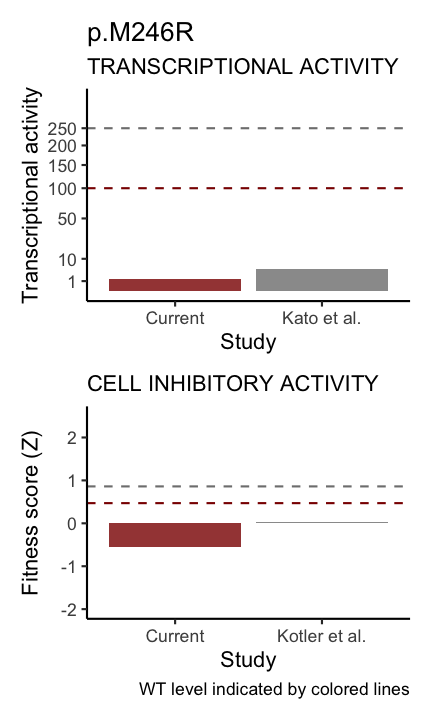 p.M246R
TRANSCRIPTIONAL ACTIVITY
Transcriptional activity
250
200
150
100
50
10
1
Current
Kato et al.
Study
CELL INHIBITORY ACTIVITY
Fitness score (Z)
2
1
0
-1
-2
Current
Kotler et al.
Study
WT level indicated by colored lines